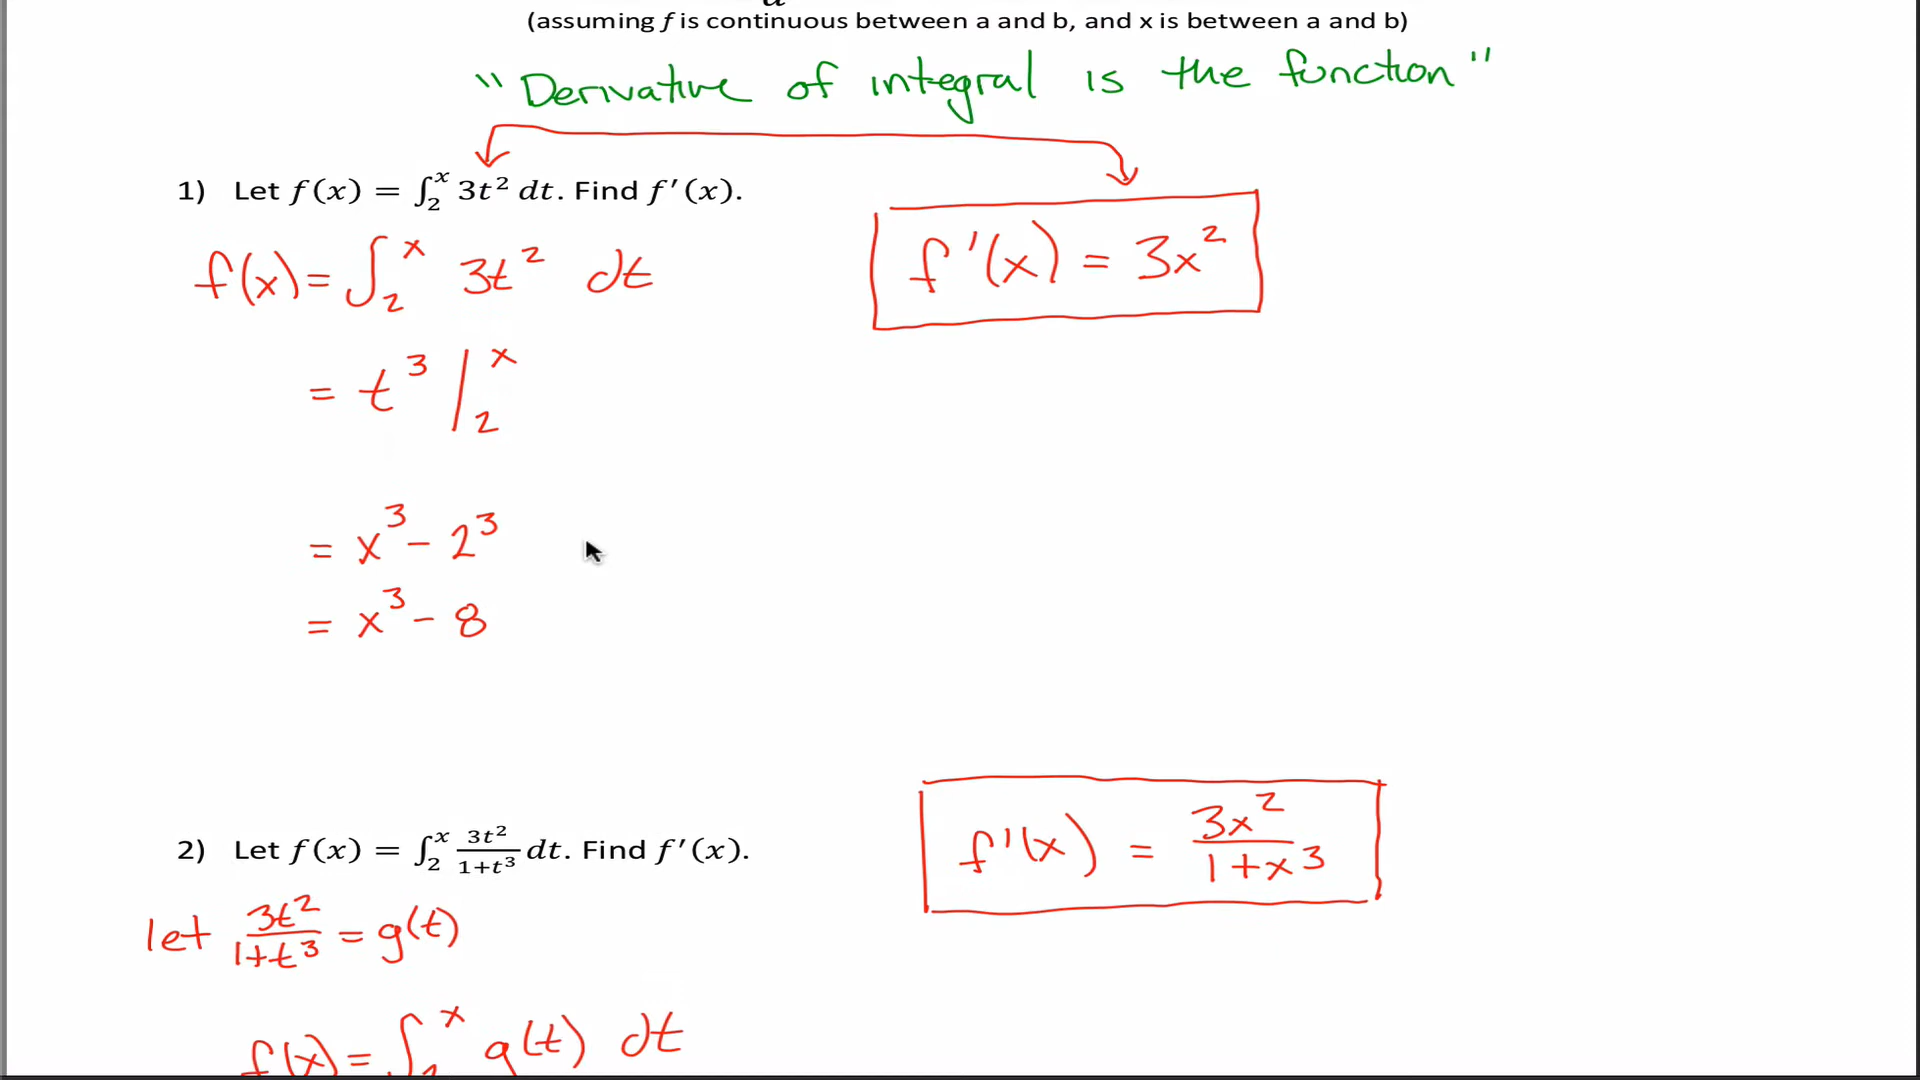 (assuming f is continuous between a and b, and x is between a and b)
"Derivative of integral is the function"
1) Let f(x) = ∫₂ˣ 3t² dt. Find f′(x).
f'(x) = 3x²
f(x) = ∫₂ˣ 3t² dt
= t³ |₂ˣ
= x³ - 2³
= x³ - 8
2) Let f(x) = ∫₂ˣ 3t²/(1+t³) dt. Find f′(x).
f'(x) = 3x²/(1+x³)
let 3t²/(1+t³) = g(t)
f(x) = ∫₂ˣ g(t) dt